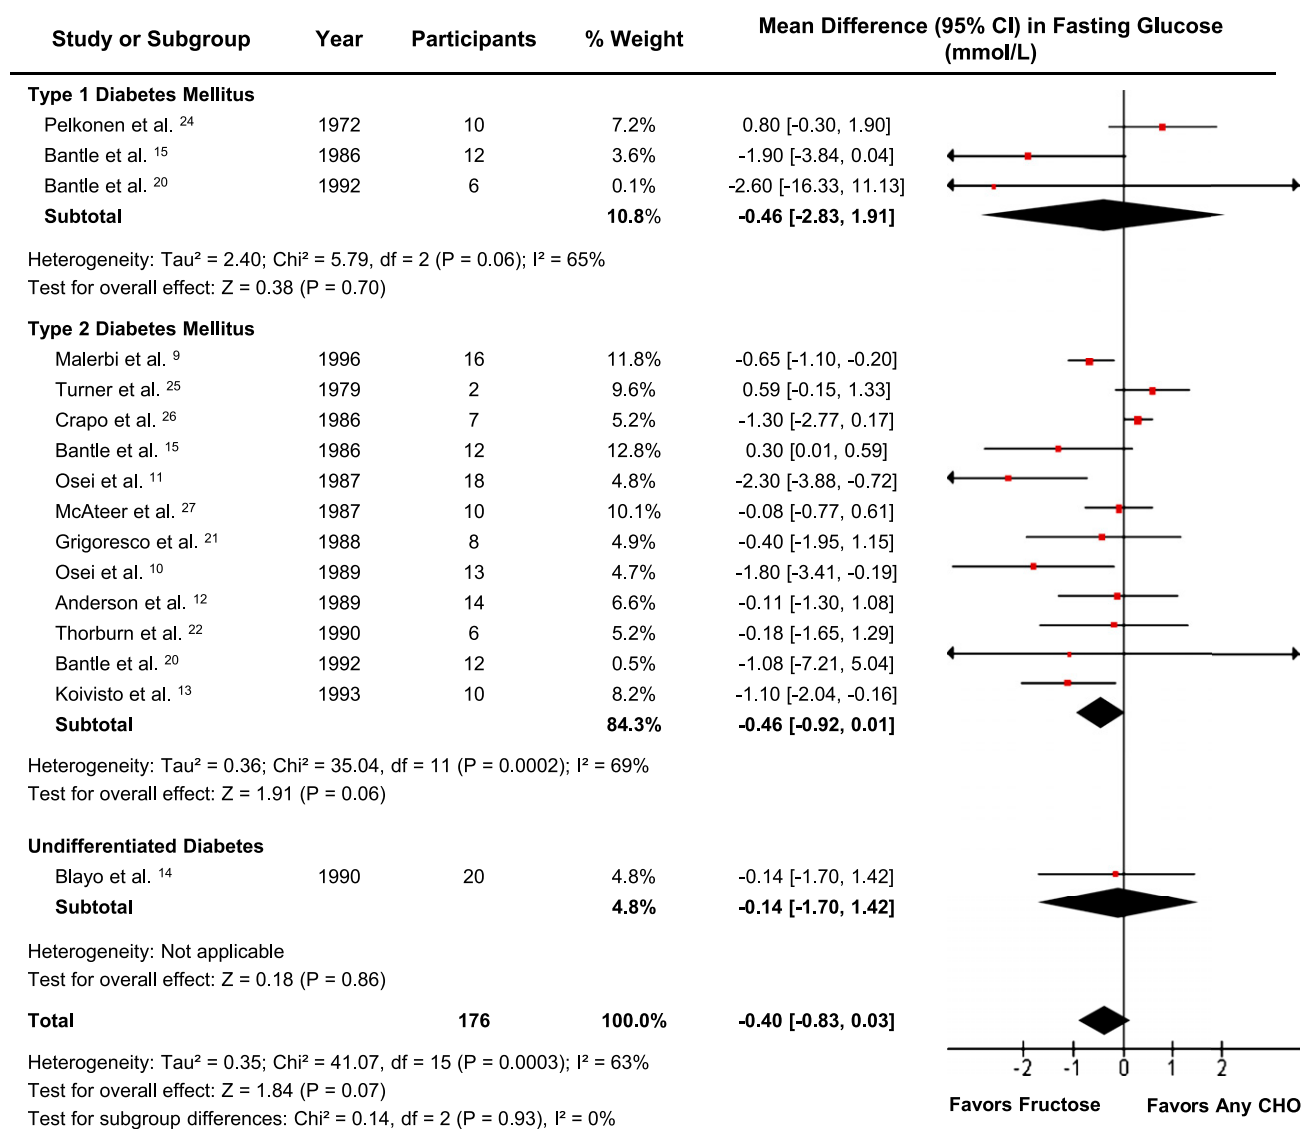 Study or Subgroup Year Participants % Weight Mean Difference (95% CI) in Fasting Glucose
(mmol/L)
Type 1 Diabetes Mellitus
Pelkonen et al. 24 1972 10 7.2% 0.80 [-0.30, 1.90]
Bantle et al. 15 1986 12 3.6% -1.90 [-3.84, 0.04]
Bantle et al. 20 1992 6 0.1% -2.60 [-16.33, 11.13]
Subtotal 10.8% -0.46 [-2.83, 1.91]
Heterogeneity: Tau² = 2.40; Chi² = 5.79, df = 2 (P = 0.06); I² = 65%
Test for overall effect: Z = 0.38 (P = 0.70)
Type 2 Diabetes Mellitus
Malerbi et al. 9 1996 16 11.8% -0.65 [-1.10, -0.20]
Turner et al. 25 1979 2 9.6% 0.59 [-0.15, 1.33]
Crapo et al. 26 1986 7 5.2% -1.30 [-2.77, 0.17]
Bantle et al. 15 1986 12 12.8% 0.30 [0.01, 0.59]
Osei et al. 11 1987 18 4.8% -2.30 [-3.88, -0.72]
McAteer et al. 27 1987 10 10.1% -0.08 [-0.77, 0.61]
Grigoresco et al. 21 1988 8 4.9% -0.40 [-1.95, 1.15]
Osei et al. 10 1989 13 4.7% -1.80 [-3.41, -0.19]
Anderson et al. 12 1989 14 6.6% -0.11 [-1.30, 1.08]
Thorburn et al. 22 1990 6 5.2% -0.18 [-1.65, 1.29]
Bantle et al. 20 1992 12 0.5% -1.08 [-7.21, 5.04]
Koivisto et al. 13 1993 10 8.2% -1.10 [-2.04, -0.16]
Subtotal 84.3% -0.46 [-0.92, 0.01]
Heterogeneity: Tau² = 0.36; Chi² = 35.04, df = 11 (P = 0.0002); I² = 69%
Test for overall effect: Z = 1.91 (P = 0.06)
Undifferentiated Diabetes
Blayo et al. 14 1990 20 4.8% -0.14 [-1.70, 1.42]
Subtotal 4.8% -0.14 [-1.70, 1.42]
Heterogeneity: Not applicable
Test for overall effect: Z = 0.18 (P = 0.86)
Total 176 100.0% -0.40 [-0.83, 0.03]
Heterogeneity: Tau² = 0.35; Chi² = 41.07, df = 15 (P = 0.0003); I² = 63%
Test for overall effect: Z = 1.84 (P = 0.07)
Test for subgroup differences: Chi² = 0.14, df = 2 (P = 0.93), I² = 0%
-2 -1 0 1 2
Favors Fructose Favors Any CHO